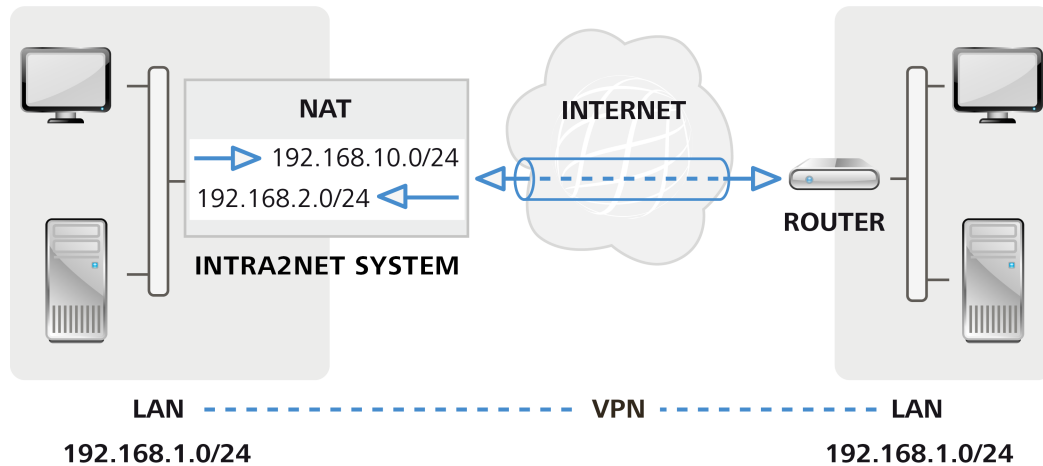 NAT
192.168.10.0/24
192.168.2.0/24
INTRA2NET SYSTEM
INTERNET
ROUTER
LAN
VPN
LAN
192.168.1.0/24
192.168.1.0/24